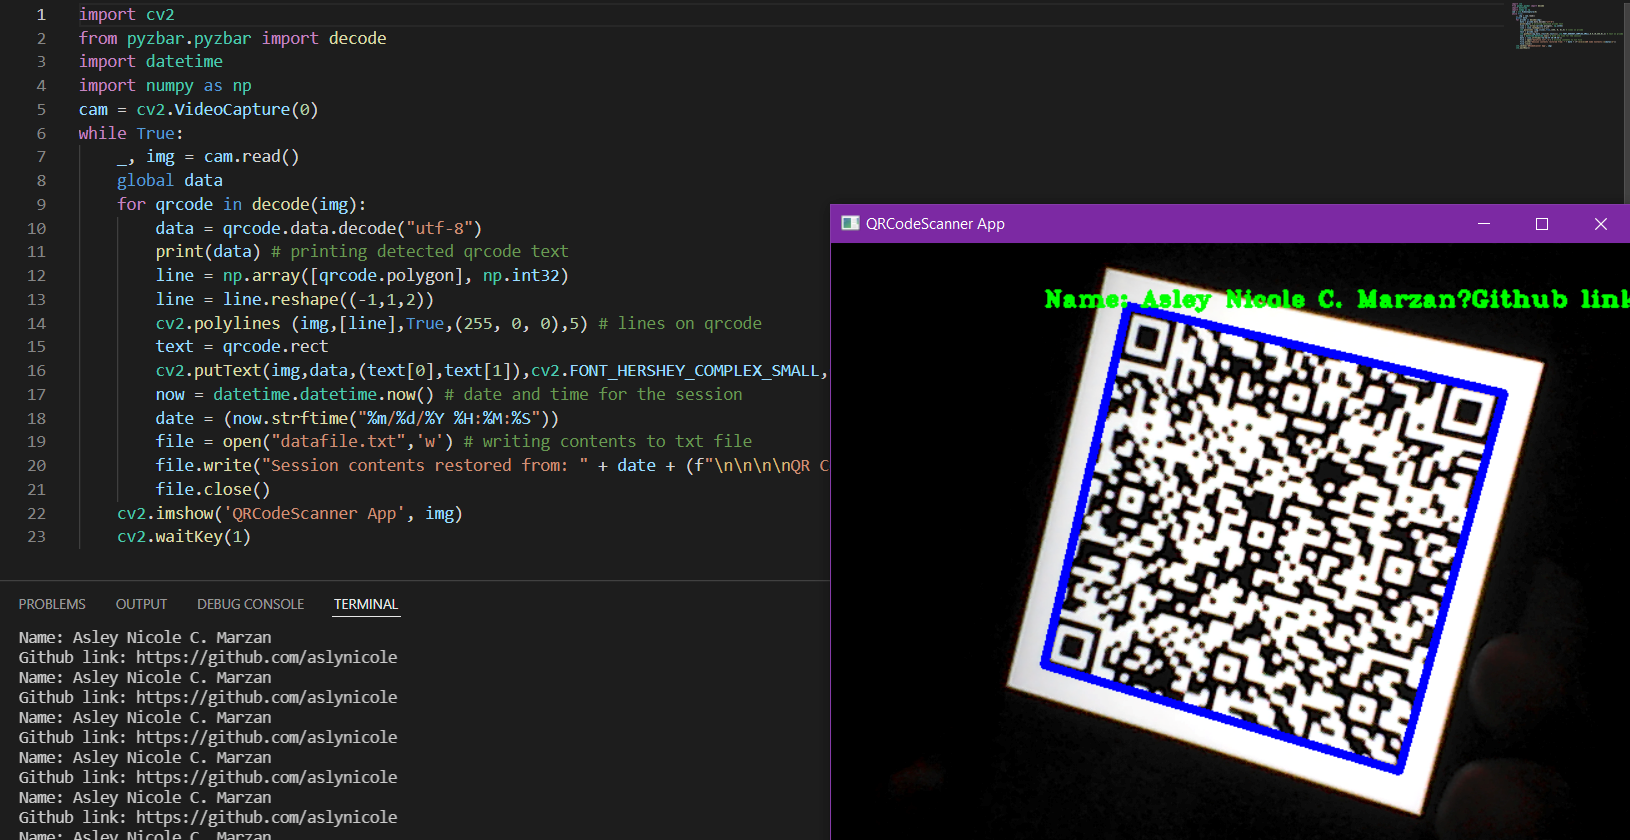 1 import cv2
2 from pyzbar.pyzbar import decode
3 import datetime
4 import numpy as np
5 cam = cv2.VideoCapture(0)
6 while True:
7     _, img = cam.read()
8     global data
9     for qrcode in decode(img):
10         data = qrcode.data.decode("utf-8")
11         print(data) # printing detected qrcode text
12         line = np.array([qrcode.polygon], np.int32)
13         line = line.reshape((-1,1,2))
14         cv2.polylines (img,[line],True,(255, 0, 0),5) # lines on qrcode
15         text = qrcode.rect
16         cv2.putText(img,data,(text[0],text[1]),cv2.FONT_HERSHEY_COMPLEX_SMALL,
17         now = datetime.datetime.now() # date and time for the session
18         date = (now.strftime("%m/%d/%Y %H:%M:%S"))
19         file = open("datafile.txt",'w') # writing contents to txt file
20         file.write("Session contents restored from: " + date + (f"\n\n\n\nQR C
21         file.close()
22     cv2.imshow('QRCodeScanner App', img)
23     cv2.waitKey(1)
QRCodeScanner App
Name: Asley Nicole C. Marzan?Github link
PROBLEMS OUTPUT DEBUG CONSOLE TERMINAL
Name: Asley Nicole C. Marzan
Github link: https://github.com/aslynicole
Name: Asley Nicole C. Marzan
Github link: https://github.com/aslynicole
Name: Asley Nicole C. Marzan
Github link: https://github.com/aslynicole
Name: Asley Nicole C. Marzan
Github link: https://github.com/aslynicole
Name: Asley Nicole C. Marzan
Github link: https://github.com/aslynicole
Name: Asley Nicole C. Marzan